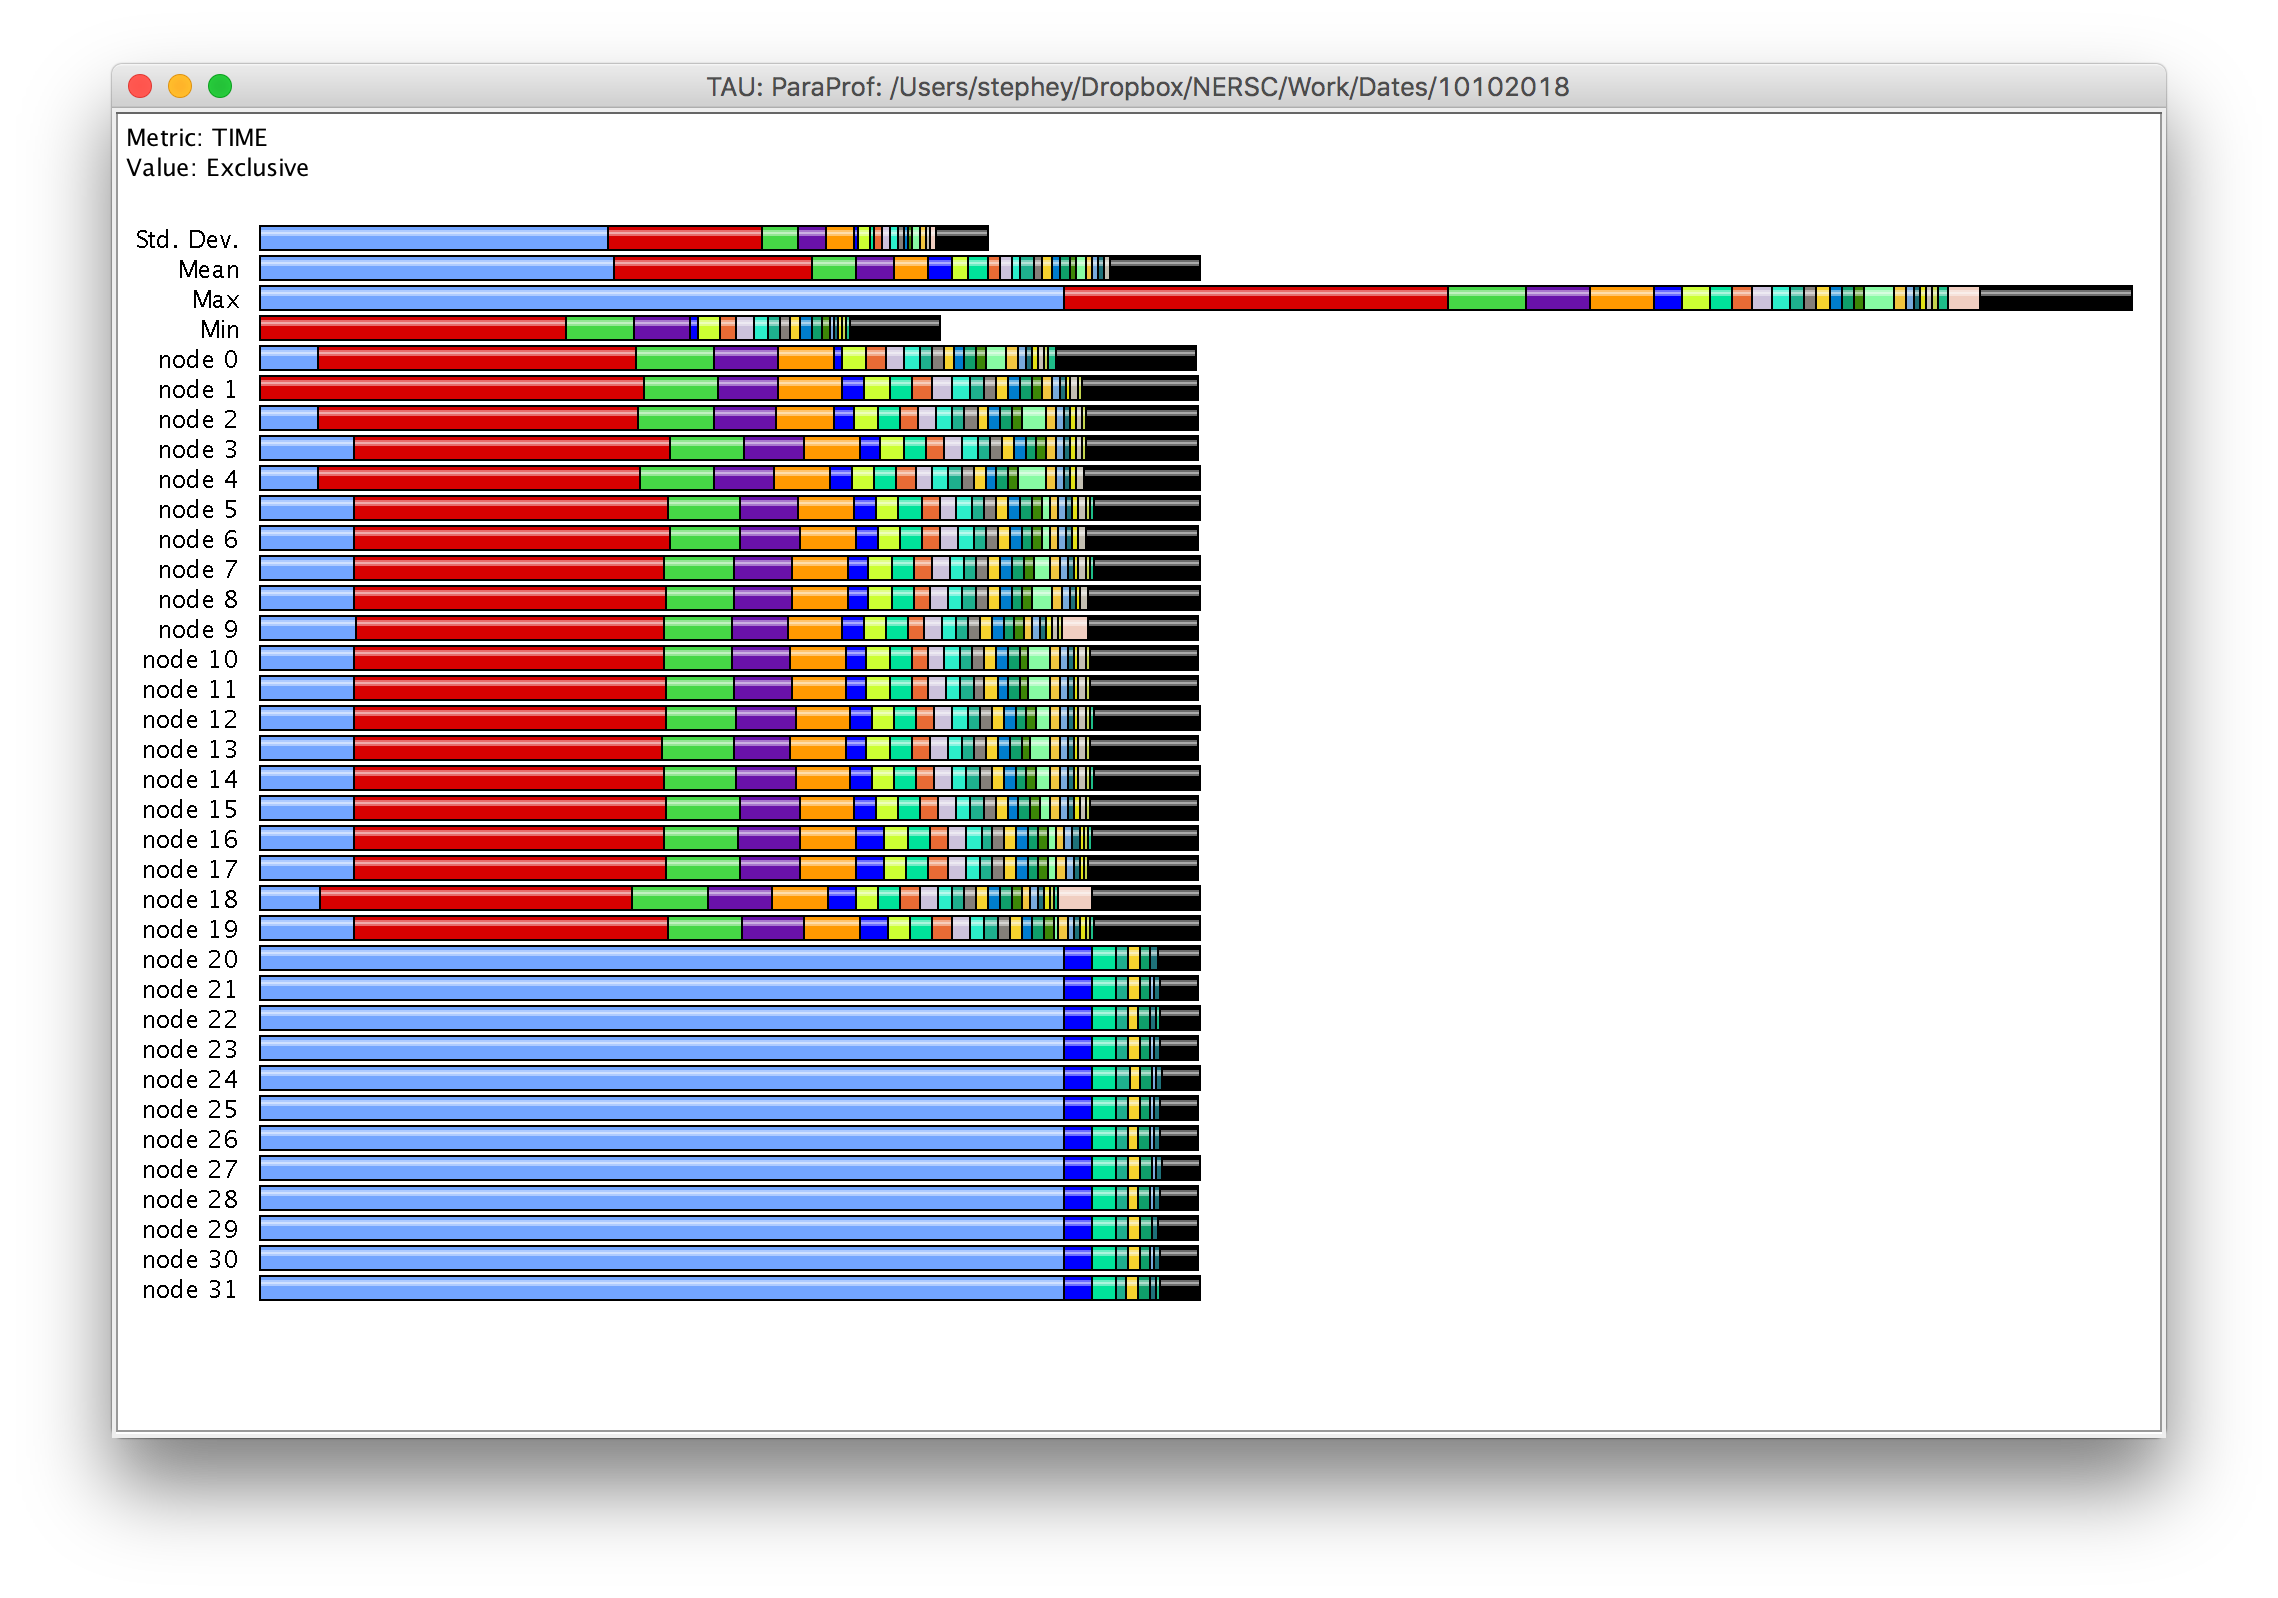 TAU: ParaProf: /Users/stephey/Dropbox/NERSC/Work/Dates/10102018
Metric: TIME
Value: Exclusive
Std. Dev.
Mean
Max
Min
node 0
node 1
node 2
node 3
node 4
node 5
node 6
node 7
node 8
node 9
node 10
node 11
node 12
node 13
node 14
node 15
node 16
node 17
node 18
node 19
node 20
node 21
node 22
node 23
node 24
node 25
node 26
node 27
node 28
node 29
node 30
node 31